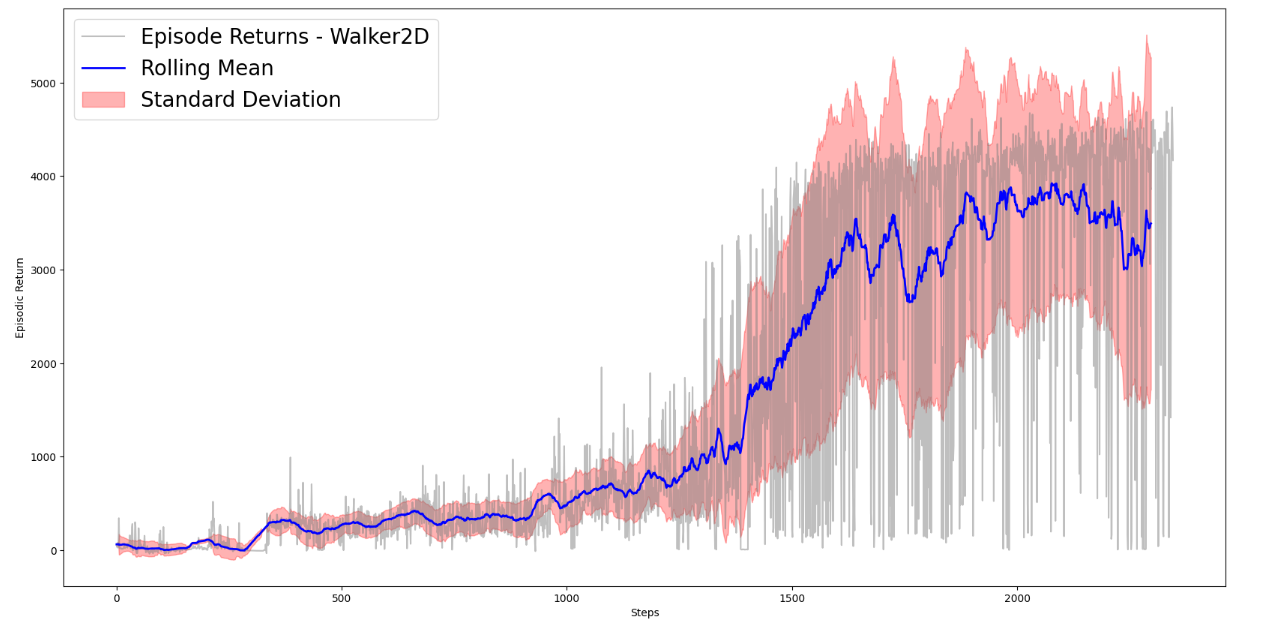 Episode Returns - Walker2D
Rolling Mean
Standard Deviation
Episodic Return
5000
4000
3000
2000
1000
0
0 500 1000 1500 2000
Steps